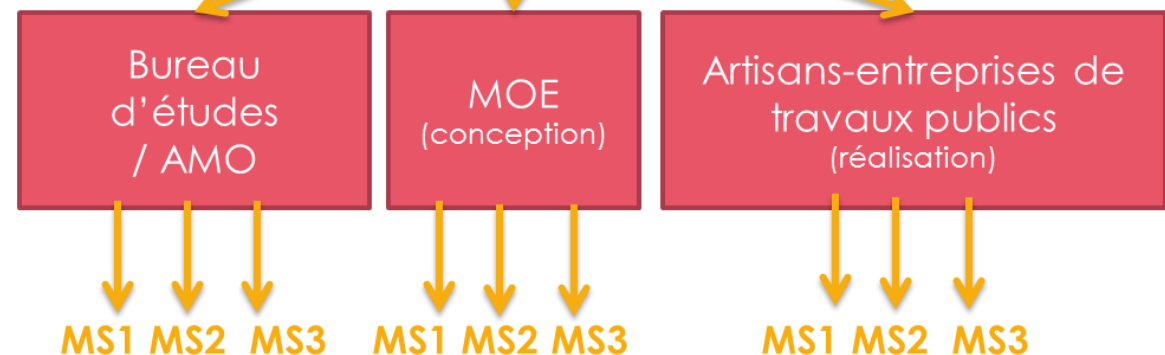 Bureau
d’études
/ AMO
MOE
(conception)
Artisans-entreprises de
travaux publics
(réalisation)
MS1 MS2 MS3
MS1 MS2 MS3
MS1 MS2 MS3